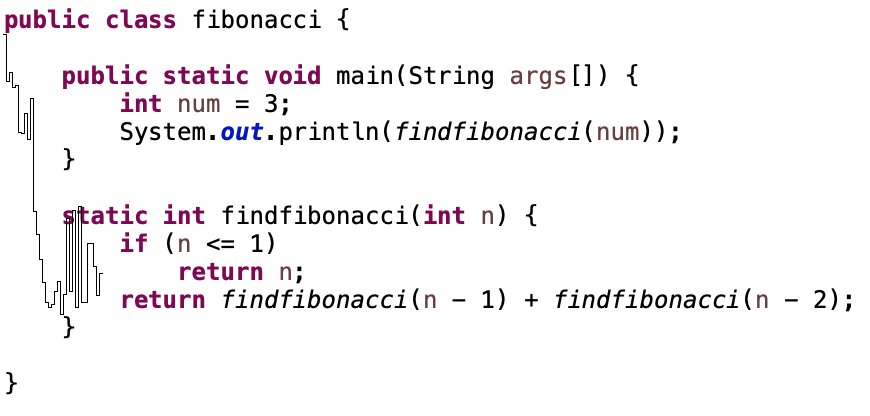 public class fibonacci {
public static void main(String args[]) {
int num = 3;
System.out.println(findfibonacci(num));
}
static int findfibonacci(int n) {
if (n <= 1)
return n;
return findfibonacci(n - 1) + findfibonacci(n - 2);
}
}